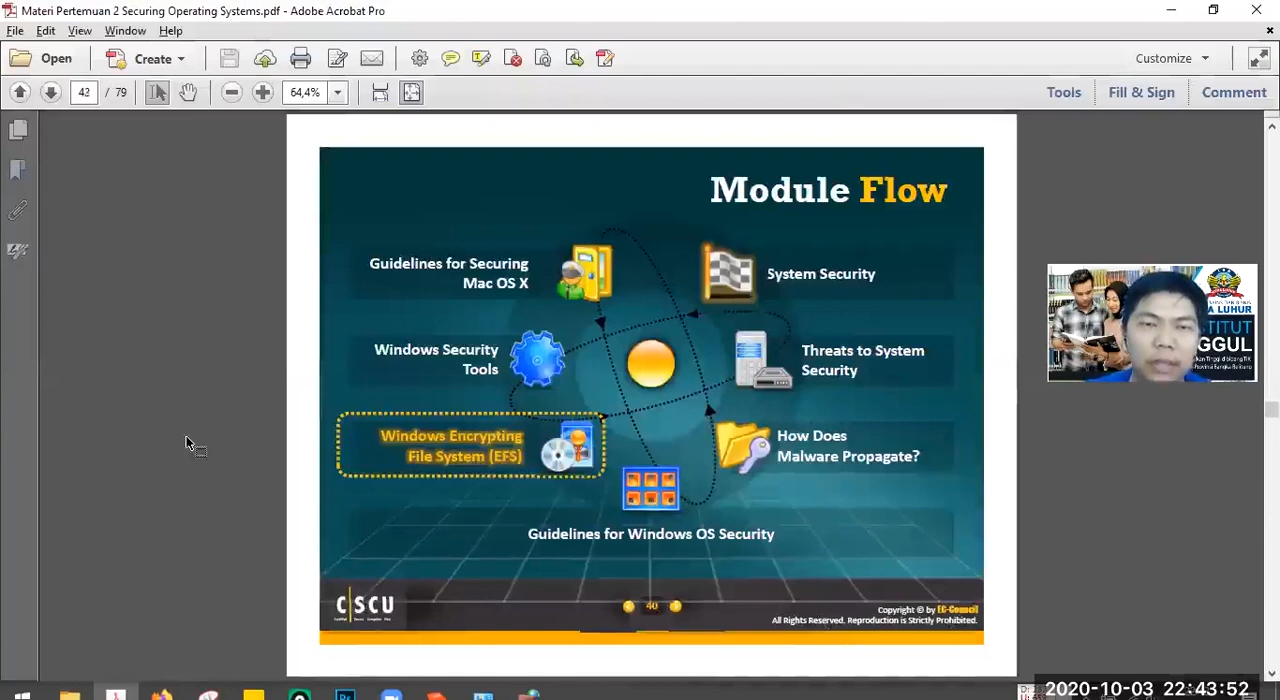 Materi Pertemuan 2 Securing Operating Systems.pdf - Adobe Acrobat Pro
File Edit View Window Help
Open Create Customize
/ 79 64,4% Tools Fill & Sign Comment
Module Flow
Guidelines for Securing
Mac OS X
System Security
Windows Security
Tools
Threats to System
Security
Windows Encrypting
File System (EFS)
How Does
Malware Propagate?
Guidelines for Windows OS Security
CSCU
40
Copyright © by EC-Council
All Rights Reserved. Reproduction is Strictly Prohibited.
A LUHUR
STITUT
GGUL
2020-10-03 22:43:52